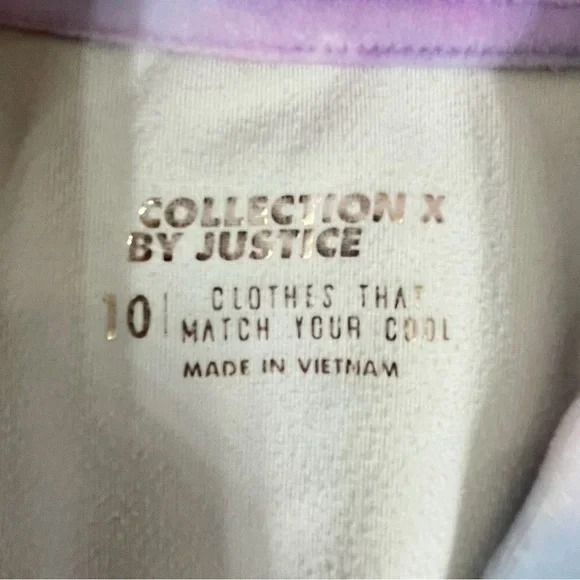 COLLECTION X
BY JUSTICE
10 | CLOTHES THAT
MATCH YOUR COOL
MADE IN VIETNAM